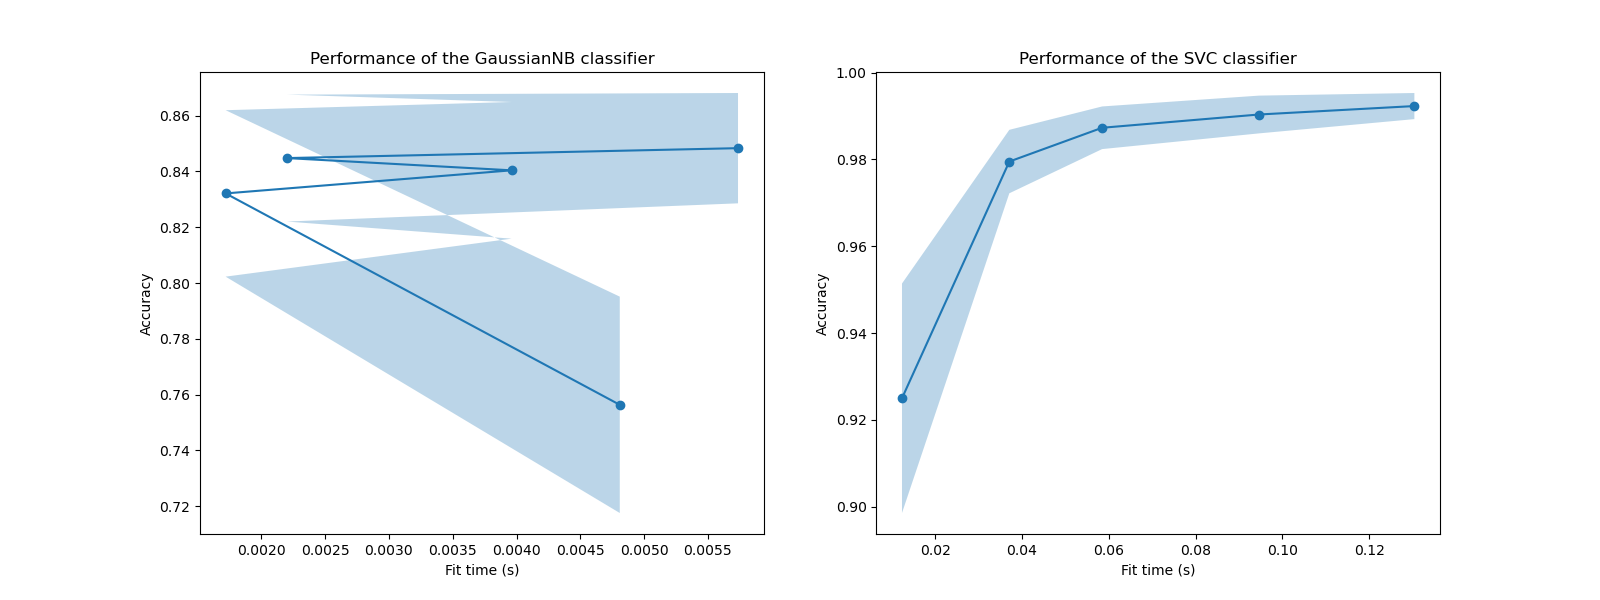 Performance of the GaussianNB classifier
Accuracy
0.86
0.84
0.82
0.80
0.78
0.76
0.74
0.72
0.0020 0.0025 0.0030 0.0035 0.0040 0.0045 0.0050 0.0055
Fit time (s)
Performance of the SVC classifier
Accuracy
1.00
0.98
0.96
0.94
0.92
0.90
0.02 0.04 0.06 0.08 0.10 0.12
Fit time (s)